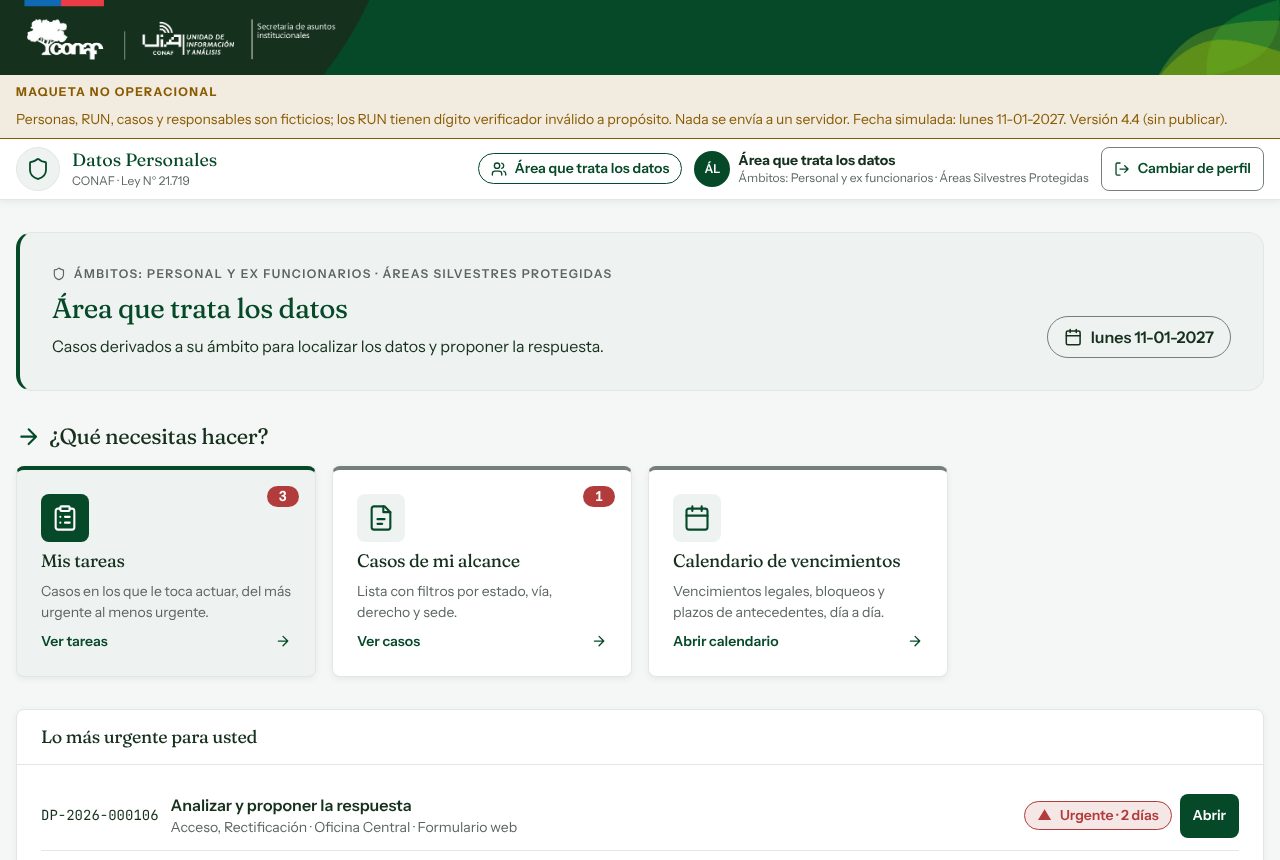 conaf
UIA
CONAF
UNIDAD DE
INFORMACIÓN
Y ANÁLISIS
Secretaría de asuntos
institucionales
MAQUETA NO OPERACIONAL
Personas, RUN, casos y responsables son ficticios; los RUN tienen dígito verificador inválido a propósito. Nada se envía a un servidor. Fecha simulada: lunes 11-01-2027. Versión 4.4 (sin publicar).
Datos Personales
CONAF · Ley N° 21.719
Área que trata los datos
ÁL
Área que trata los datos
Ámbitos: Personal y ex funcionarios · Áreas Silvestres Protegidas
Cambiar de perfil
ÁMBITOS: PERSONAL Y EX FUNCIONARIOS · ÁREAS SILVESTRES PROTEGIDAS
Área que trata los datos
Casos derivados a su ámbito para localizar los datos y proponer la respuesta.
lunes 11-01-2027
¿Qué necesitas hacer?
3
Mis tareas
Casos en los que le toca actuar, del más
urgente al menos urgente.
Ver tareas
1
Casos de mi alcance
Lista con filtros por estado, vía,
derecho y sede.
Ver casos
Calendario de vencimientos
Vencimientos legales, bloqueos y
plazos de antecedentes, día a día.
Abrir calendario
Lo más urgente para usted
DP-2026-000106
Analizar y proponer la respuesta
Acceso, Rectificación · Oficina Central · Formulario web
Urgente · 2 días
Abrir